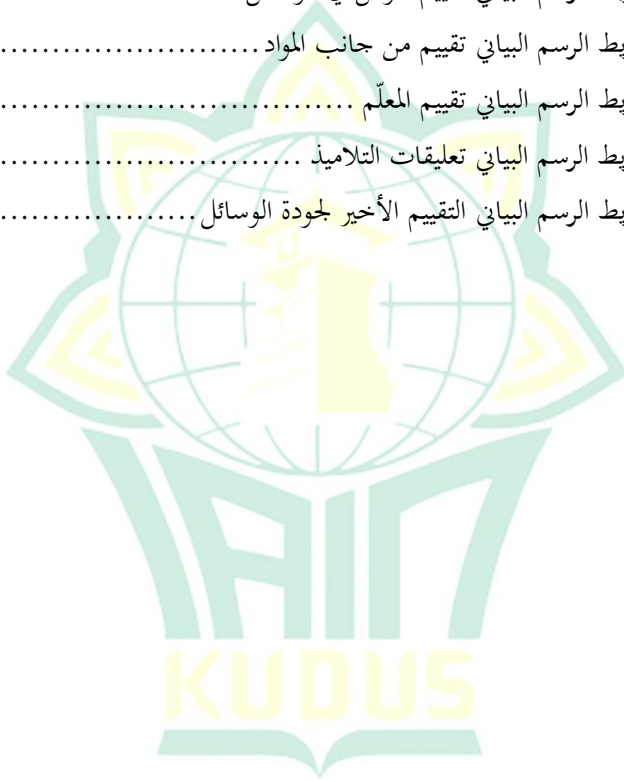 يط الرسم البياني تقييم من جانب المواد..........................
يط الرسم البياني تقييم المعلّم ..................................
يط الرسم البياني تعليقات التلاميذ ............................
يط الرسم البياني التقييم الأخير لجودة الوسائل...................
IAIN
KUDUS